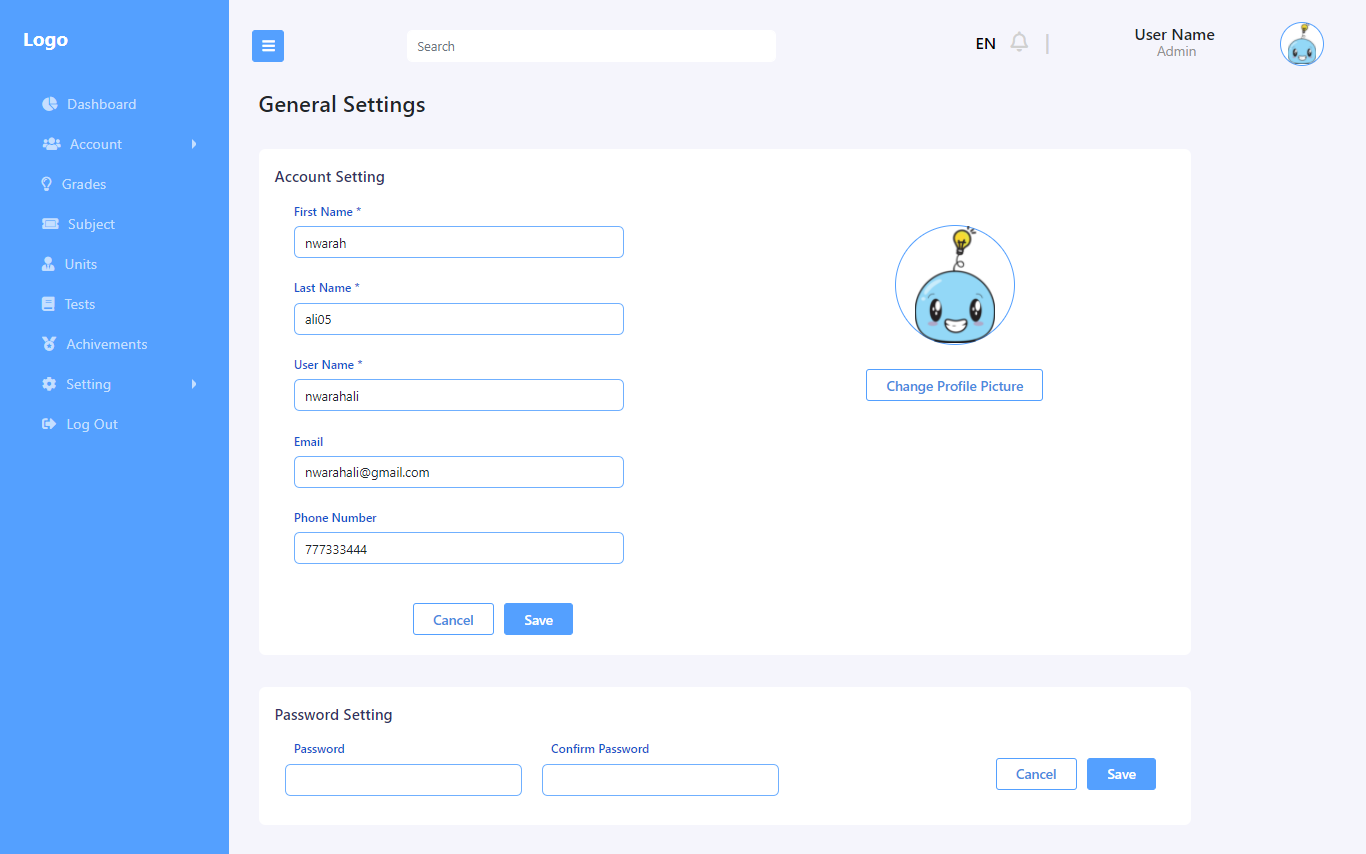 Logo
Dashboard
Account
Grades
Subject
Units
Tests
Achivements
Setting
Log Out
Search
EN
User Name
Admin
General Settings
Account Setting
First Name *
nwarah
Last Name *
ali05
User Name *
nwarahali
Email
nwarahali@gmail.com
Phone Number
777333444
Cancel Save
Change Profile Picture
Password Setting
Password Confirm Password
Cancel Save